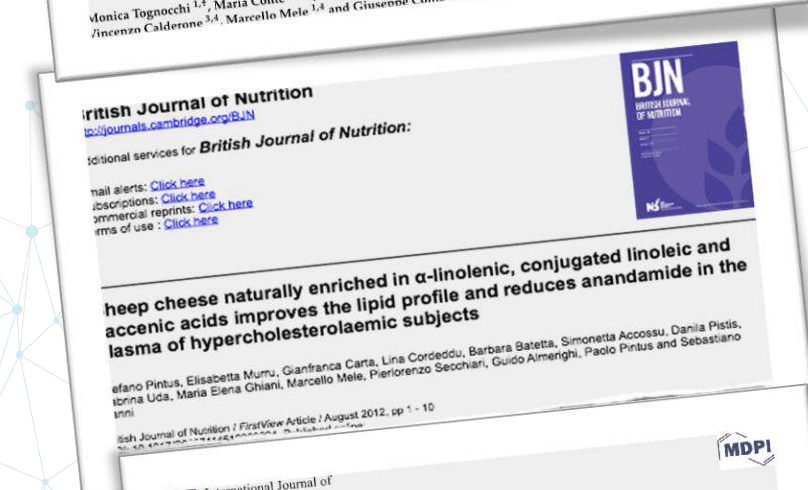 Monica Tognocchi 1,†, Maria
Vincenzo Calderone 3,4, Marcello Mele 1,4 and Giuseppe
ritish Journal of Nutrition
tp://journals.cambridge.org/BJN
dditional services for British Journal of Nutrition:
mail alerts: Click here
ubscriptions: Click here
ommercial reprints: Click here
rms of use : Click here
BJN
BRITISH JOURNAL
OF NUTRITION
NS
heep cheese naturally enriched in α-linolenic, conjugated linoleic and
accenic acids improves the lipid profile and reduces anandamide in the
lasma of hypercholesterolaemic subjects
efano Pintus, Elisabetta Murru, Gianfranca Carta, Lina Cordeddu, Barbara Batetta, Simonetta Accossu, Danila Pistis,
abrina Uda, Maria Elena Ghiani, Marcello Mele, Pierlorenzo Secchiari, Guido Almerighi, Paolo Pintus and Sebastiano
anni
tish Journal of Nutrition / FirstView Article / August 2012, pp 1 - 10
MDPI
International Journal of